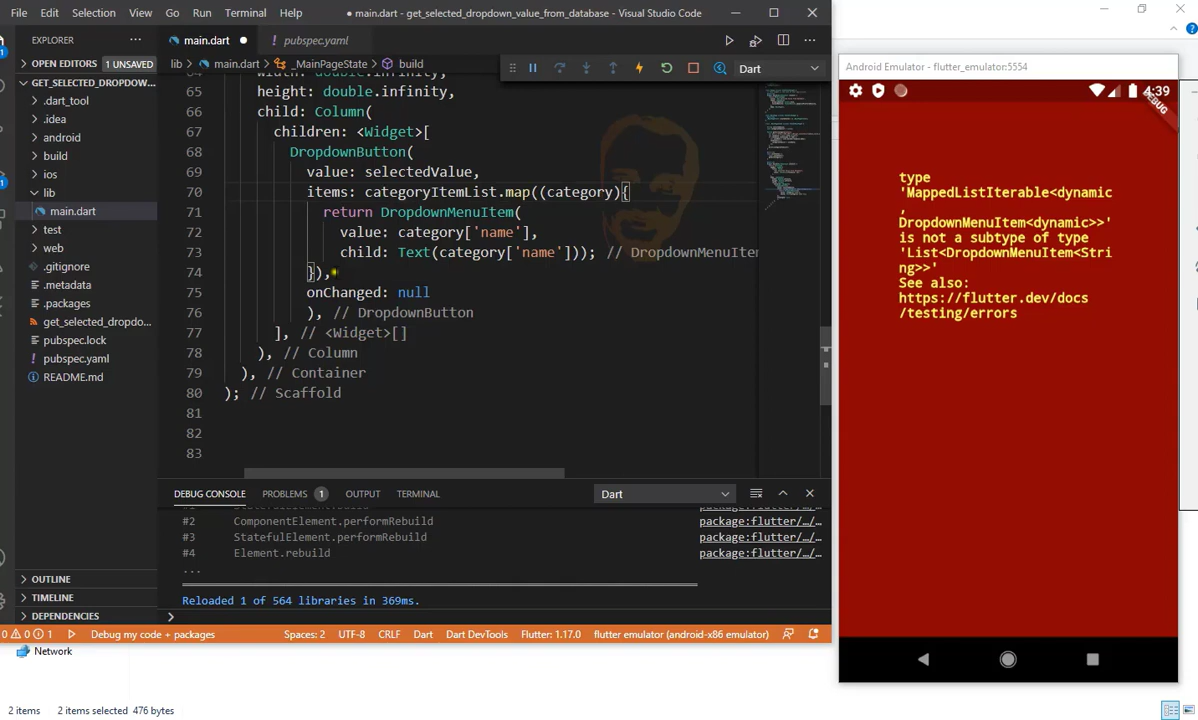 File Edit Selection View Go Run Terminal Help ● main.dart - get_selected_dropdown_value_from_database - Visual Studio Code
EXPLORER ···
main.dart ●
pubspec.yaml
OPEN EDITORS 1 UNSAVED
lib > main.dart > _MainPageState > build
Dart
GET_SELECTED_DROPDOW...
.dart_tool
.idea
android
build
ios
lib
main.dart
test
web
.gitignore
.metadata
.packages
get_selected_dropdo...
pubspec.lock
pubspec.yaml
README.md
64 width: double.infinity,
65 height: double.infinity,
66 child: Column(
67 children: <Widget>[
68 DropdownButton(
69 value: selectedValue,
70 items: categoryItemList.map((category){
71 return DropdownMenuItem(
72 value: category['name'],
73 child: Text(category['name'])); // DropdownMenuItem
74 }),
75 onChanged: null
76 ), // DropdownButton
77 ], // <Widget>[]
78 ), // Column
79 ), // Container
80 ); // Scaffold
81
82
83
DEBUG CONSOLE PROBLEMS 1 OUTPUT TERMINAL Dart
#2 ComponentElement.performRebuild package:flutter/…/…
#3 StatefulElement.performRebuild package:flutter/…/…
#4 Element.rebuild package:flutter/…/…
...
Reloaded 1 of 564 libraries in 369ms.
OUTLINE
TIMELINE
DEPENDENCIES
0 0 1 Debug my code + packages Spaces: 2 UTF-8 CRLF Dart Dart DevTools Flutter: 1.17.0 flutter emulator (android-x86 emulator)
Network
2 items 2 items selected 476 bytes
Android Emulator - flutter_emulator:5554
4:39
DEBUG
type
'MappedListIterable<dynamic
,
DropdownMenuItem<dynamic>>'
is not a subtype of type
'List<DropdownMenuItem<Stri
ng>>'
See also:
https://flutter.dev/docs
/testing/errors